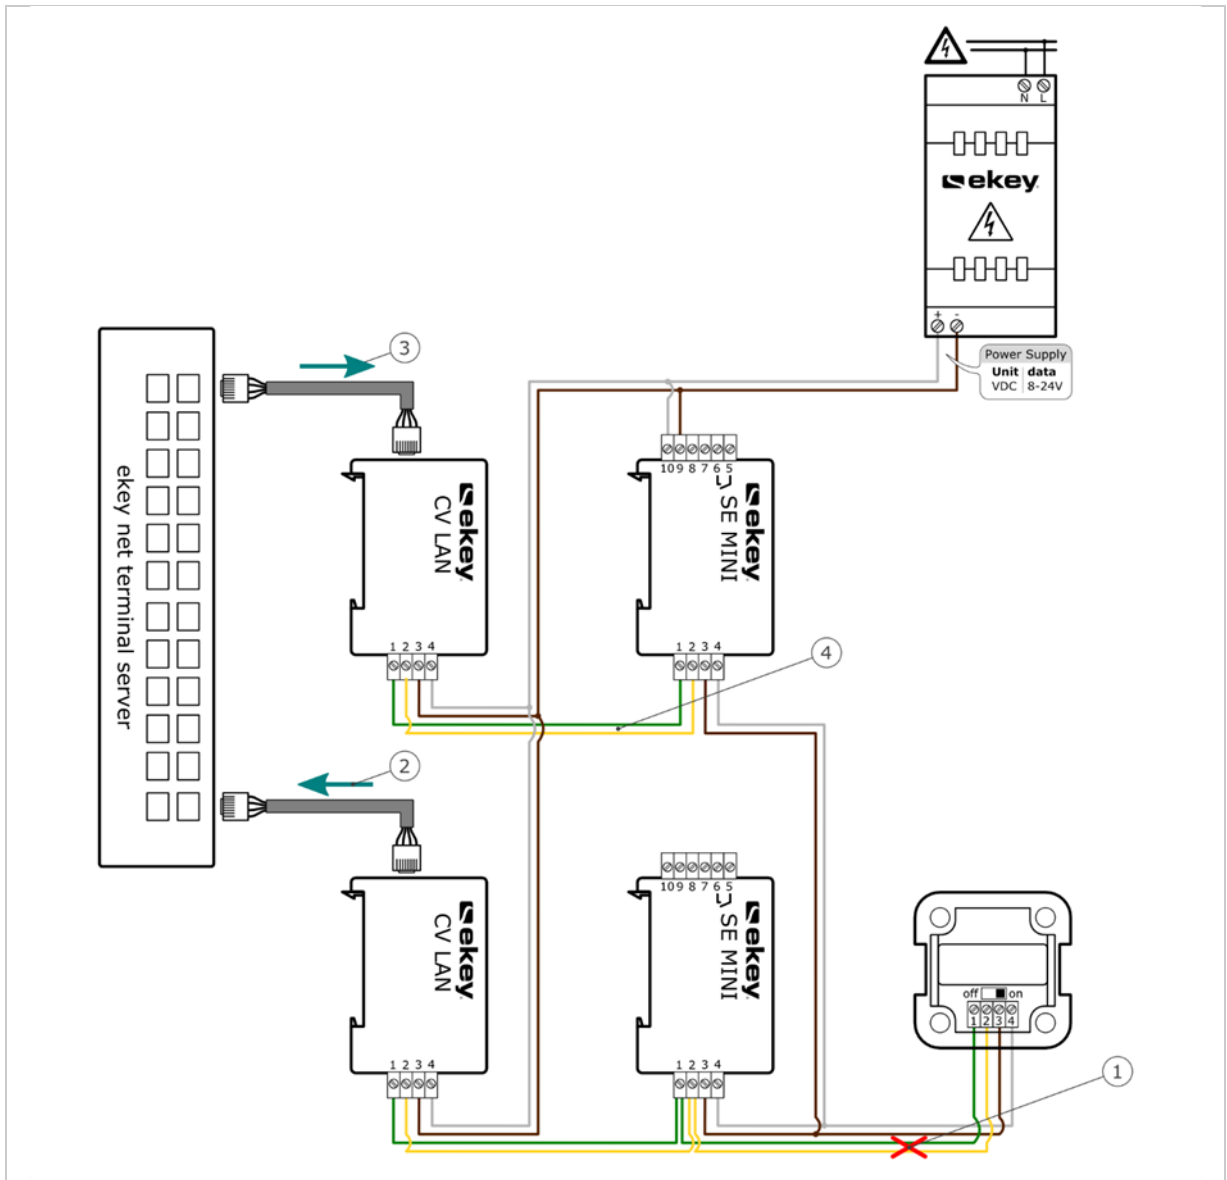 N L
ekey
+ -
Power Supply
Unit data
VDC 8-24V
3
ekey net terminal server
ekey
CV LAN
1 2 3 4
10 9 8 7 6 5
ekey
SE MINI
1 2 3 4
4
2
ekey
CV LAN
1 2 3 4
10 9 8 7 6 5
ekey
SE MINI
1 2 3 4
off on
1 2 3 4
1